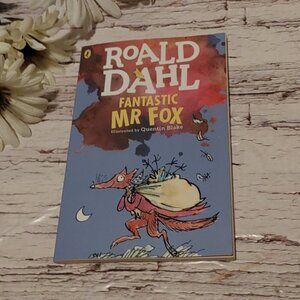 ROALD
DAHL
FANTASTIC
MR FOX
Illustrated by Quentin Blake